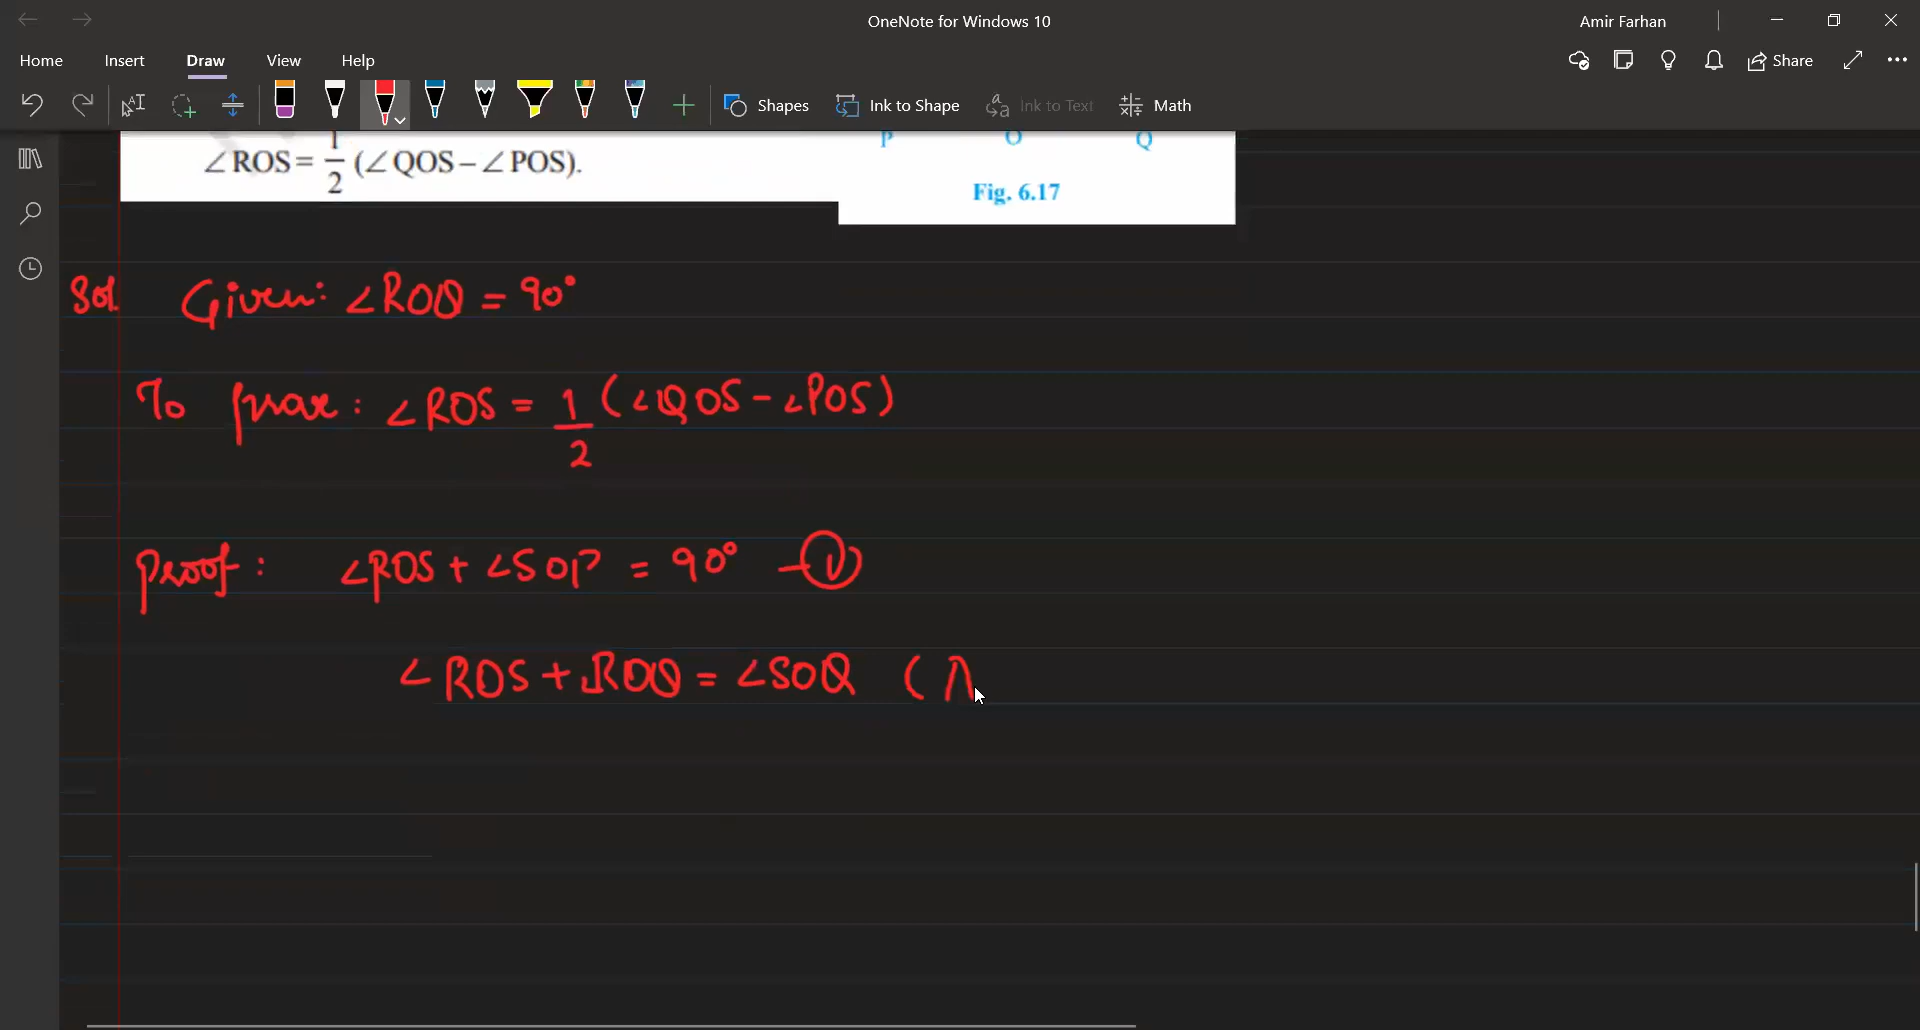 OneNote for Windows 10
Amir Farhan
Home Insert Draw View Help
Share
Shapes Ink to Shape Ink to Text Math
P O Q
∠ROS = 1/2 (∠QOS – ∠POS).
Fig. 6.17
Sol. Given: ∠ROQ = 90°
To prove: ∠ROS = 1/2 (∠QOS - ∠POS)
Proof: ∠ROS + ∠SOP = 90° -①
∠ROS + ∠ROQ = ∠SOQ (A